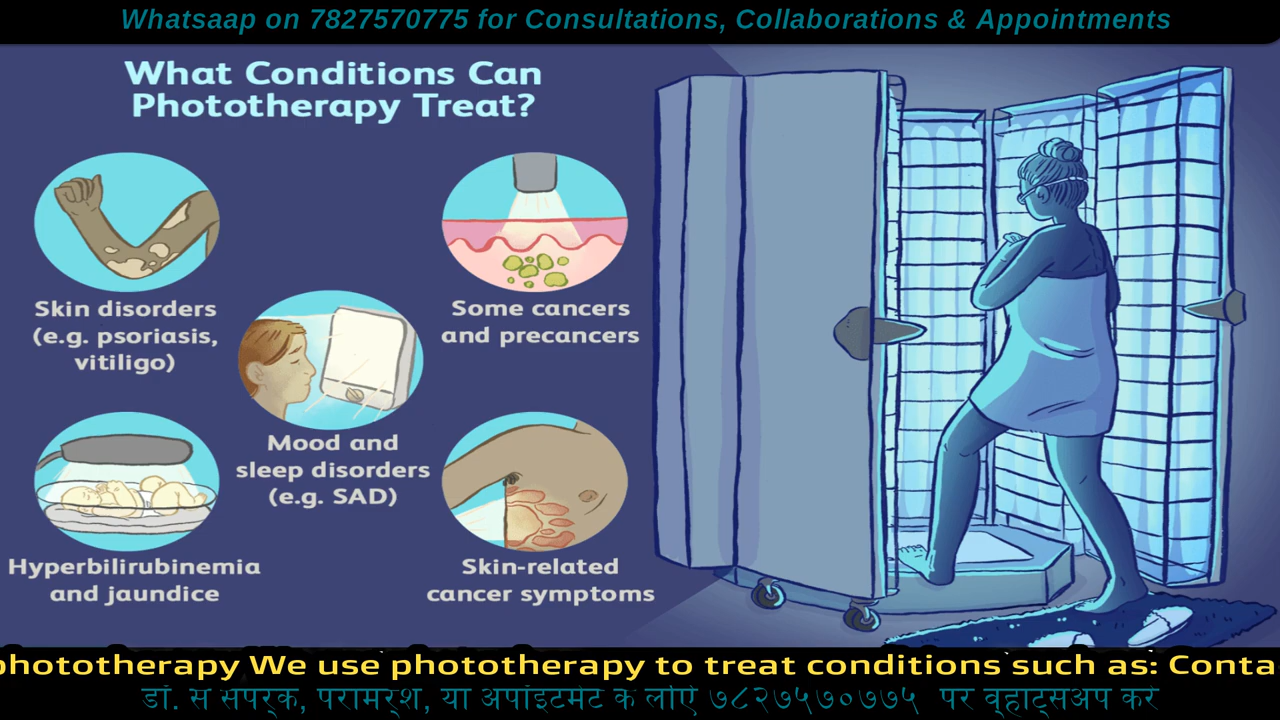 Whatsaap on 7827570775 for Consultations, Collaborations & Appointments
What Conditions Can
Phototherapy Treat?
Skin disorders
(e.g. psoriasis,
vitiligo)
Some cancers
and precancers
Mood and
sleep disorders
(e.g. SAD)
Hyperbilirubinemia
and jaundice
Skin-related
cancer symptoms
phototherapy We use phototherapy to treat conditions such as: Conta
डॉ. से संपर्क, परामर्श, या अपॉइंटमेंट के लिए ७८२७५७०७७५ पर व्हाट्सअप करें